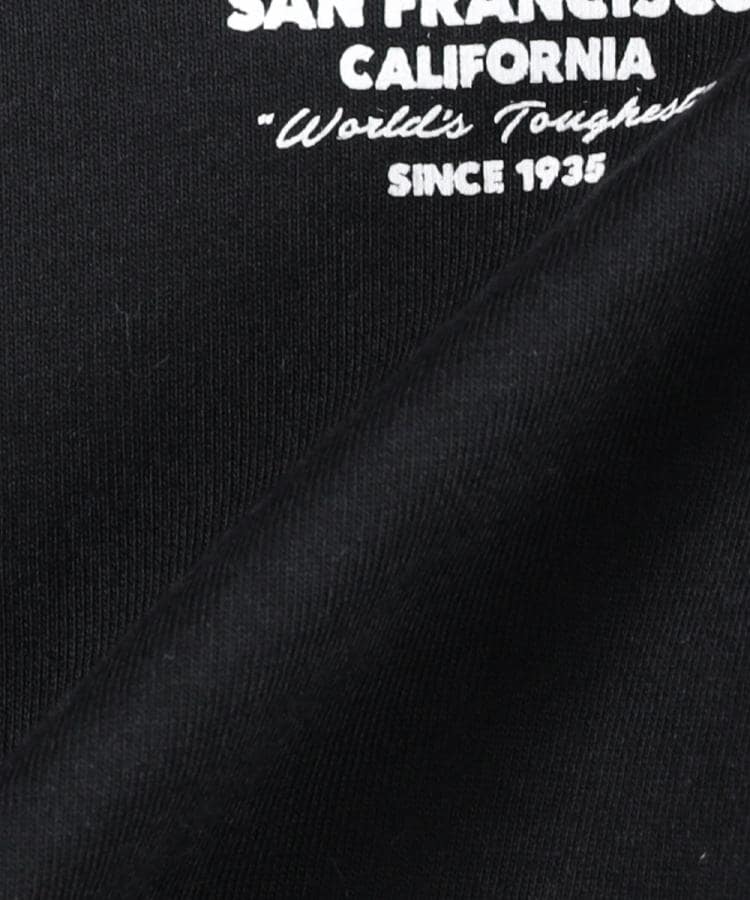 SAN FRANCISCO
CALIFORNIA
"World's Toughest"
SINCE 1935